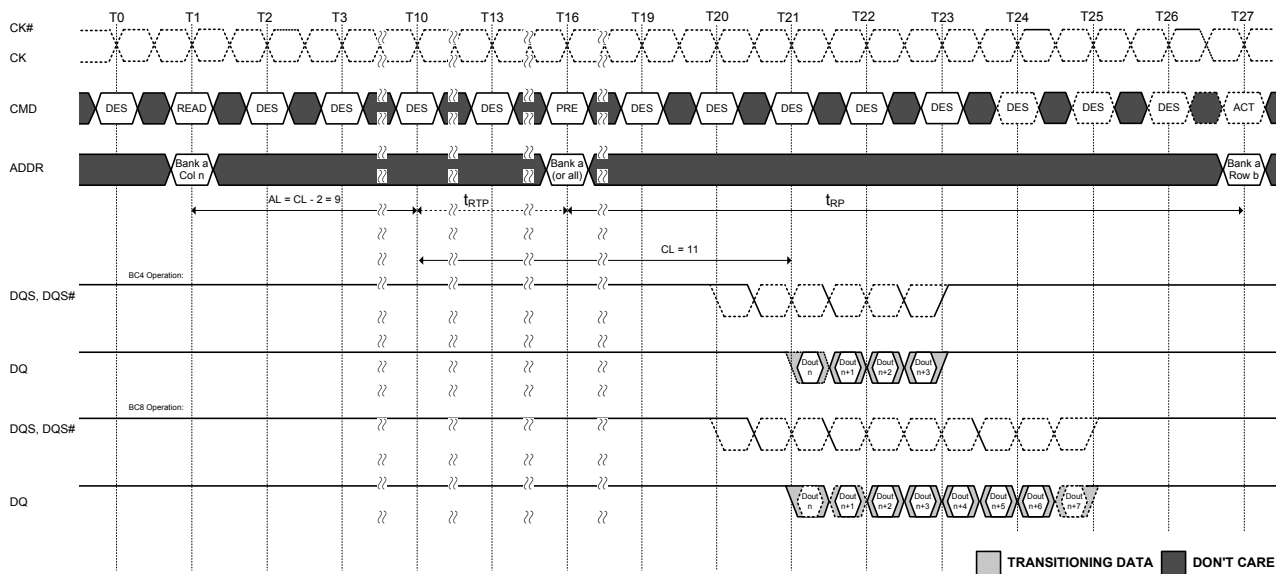 T0 T1 T2 T3 T10 T13 T16 T19 T20 T21 T22 T23 T24 T25 T26 T27
CK#
CK
CMD DES READ DES DES DES DES PRE DES DES DES DES DES DES DES DES ACT
ADDR Bank a Col n Bank a (or all) Bank a Row b
AL = CL - 2 = 9 tRTP tRP
CL = 11
BC4 Operation:
DQS, DQS#
DQ Dout n Dout n+1 Dout n+2 Dout n+3
BC8 Operation:
DQS, DQS#
DQ Dout n Dout n+1 Dout n+2 Dout n+3 Dout n+4 Dout n+5 Dout n+6 Dout n+7
TRANSITIONING DATA DON'T CARE